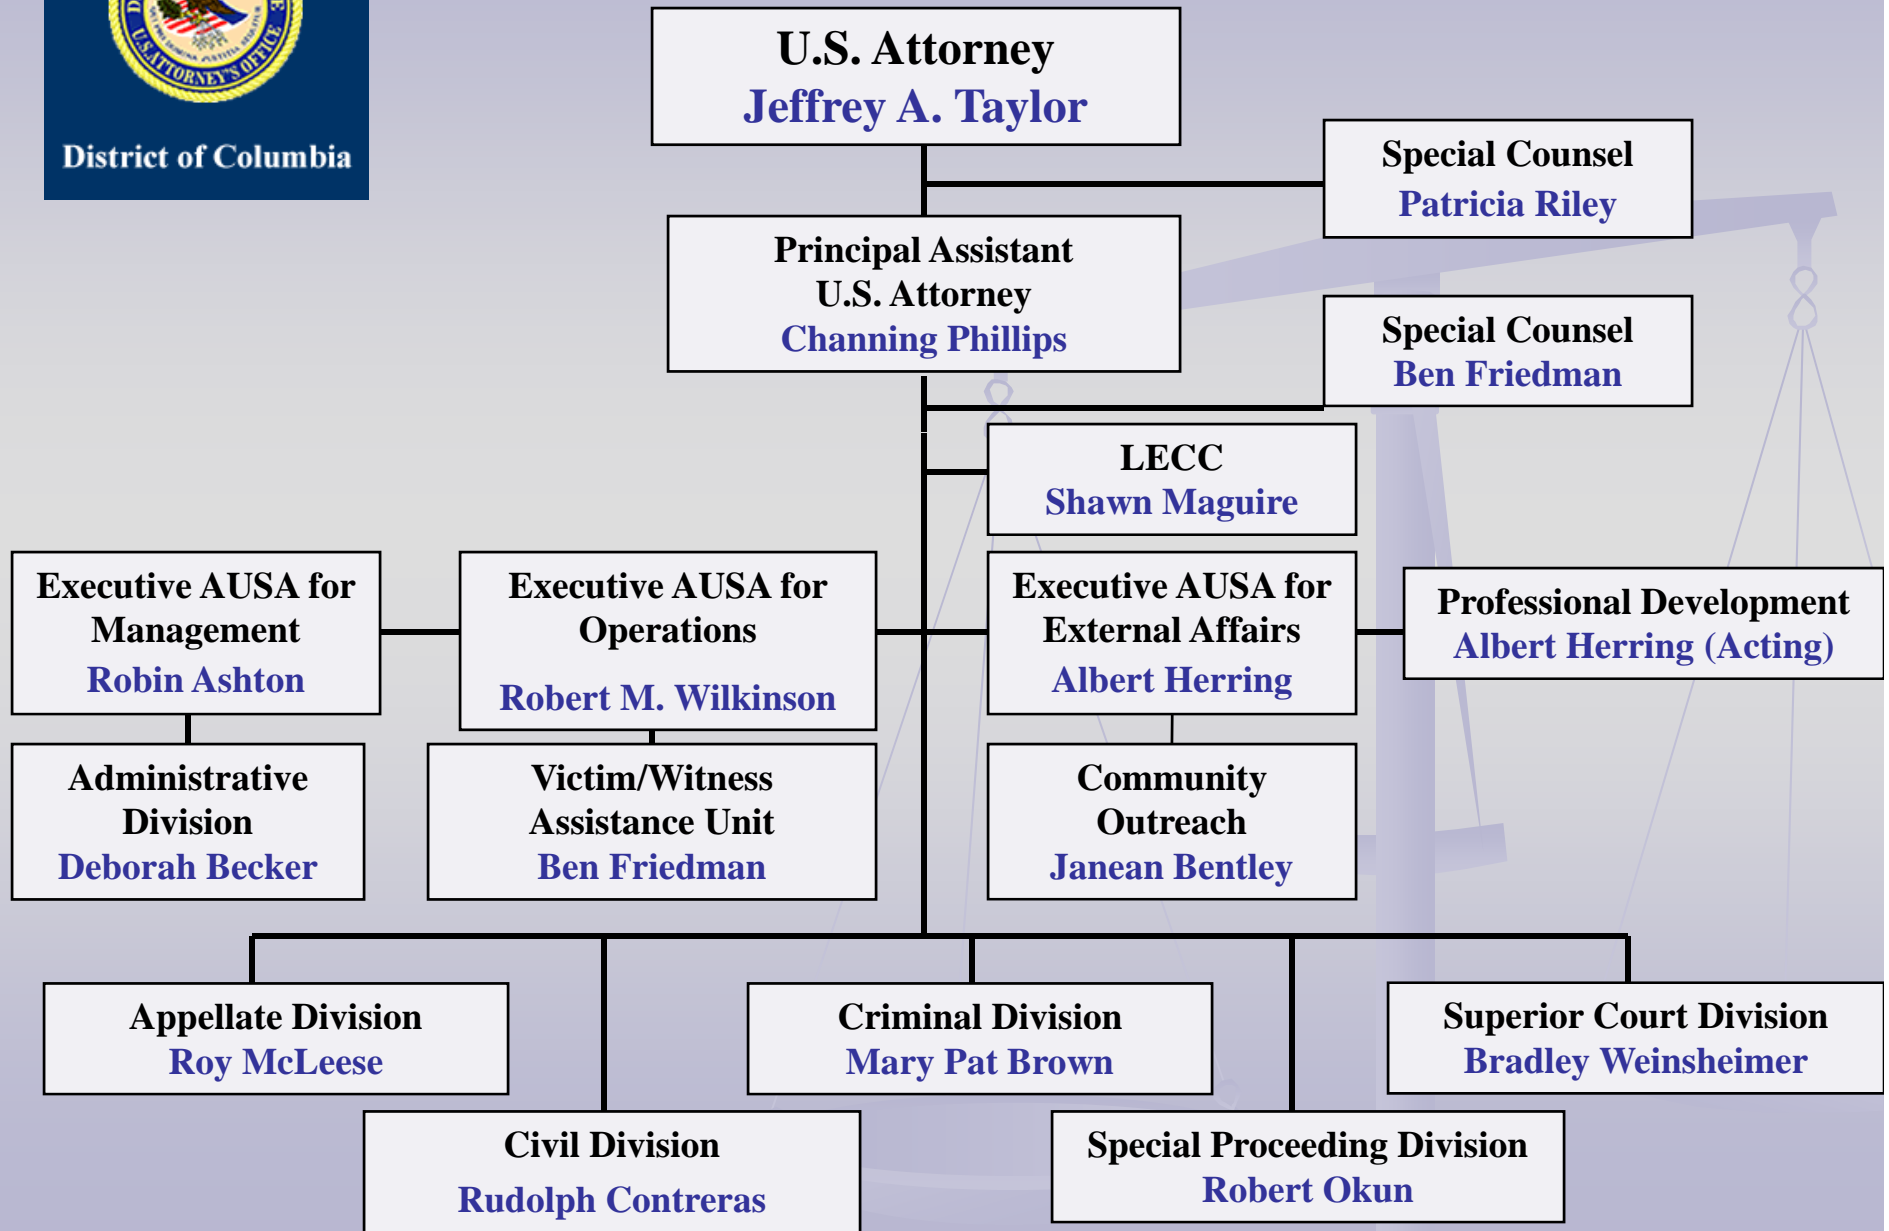 U.S. ATTORNEY'S OFFICE
District of Columbia
U.S. Attorney
Jeffrey A. Taylor
Special Counsel
Patricia Riley
Principal Assistant
U.S. Attorney
Channing Phillips
Special Counsel
Ben Friedman
LECC
Shawn Maguire
Executive AUSA for
Management
Robin Ashton
Executive AUSA for
Operations
Robert M. Wilkinson
Executive AUSA for
External Affairs
Albert Herring
Professional Development
Albert Herring (Acting)
Administrative
Division
Deborah Becker
Victim/Witness
Assistance Unit
Ben Friedman
Community
Outreach
Janean Bentley
Appellate Division
Roy McLeese
Criminal Division
Mary Pat Brown
Superior Court Division
Bradley Weinsheimer
Civil Division
Rudolph Contreras
Special Proceeding Division
Robert Okun